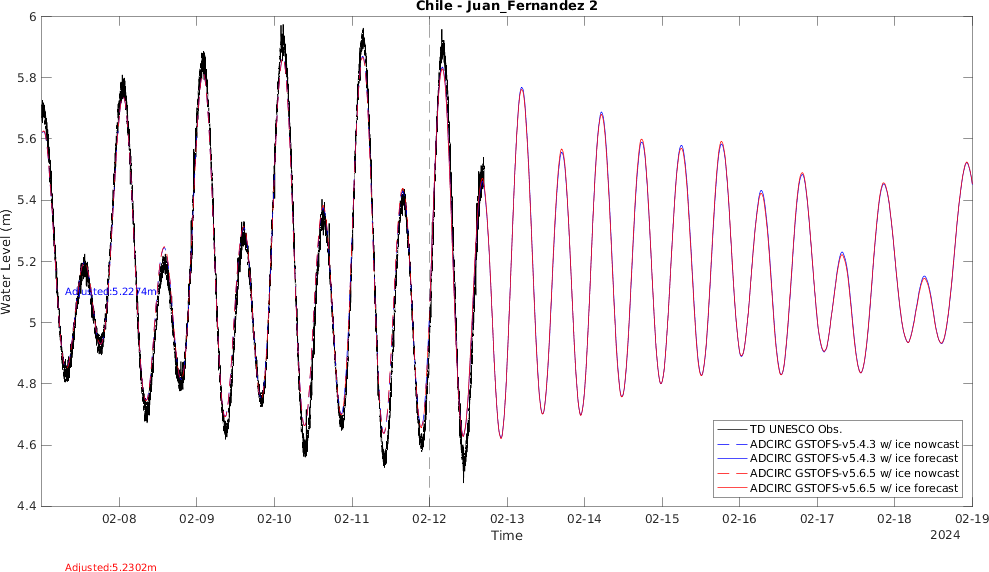 Chile - Juan_Fernandez 2
Water Level (m)
6
5.8
5.6
5.4
5.2
5
4.8
4.6
4.4
Adjusted:5.2274m
TD UNESCO Obs.
ADCIRC GSTOFS-v5.4.3 w/ ice nowcast
ADCIRC GSTOFS-v5.4.3 w/ ice forecast
ADCIRC GSTOFS-v5.6.5 w/ ice nowcast
ADCIRC GSTOFS-v5.6.5 w/ ice forecast
02-08 02-09 02-10 02-11 02-12 02-13 02-14 02-15 02-16 02-17 02-18 02-19
Time
2024
Adjusted:5.2302m